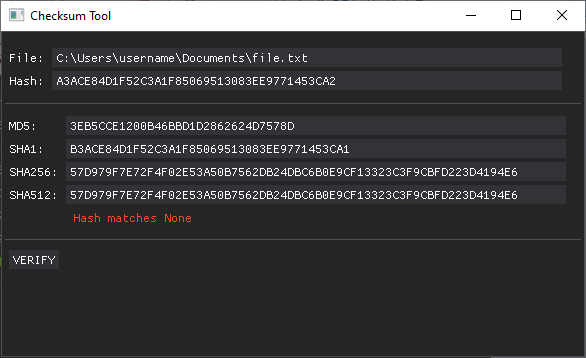 Checksum Tool
File: C:\Users\username\Documents\file.txt
Hash: A3ACE84D1F52C3A1F85069513083EE9771453CA2
MD5: 3EB5CCE1200B46BBD1D2862624D7578D
SHA1: B3ACE84D1F52C3A1F85069513083EE9771453CA1
SHA256: 57D979F7E72F4F02E53A50B7562DB24DBC6B0E9CF13323C3F9CBFD223D4194E6
SHA512: 57D979F7E72F4F02E53A50B7562DB24DBC6B0E9CF13323C3F9CBFD223D4194E6
Hash matches None
VERIFY